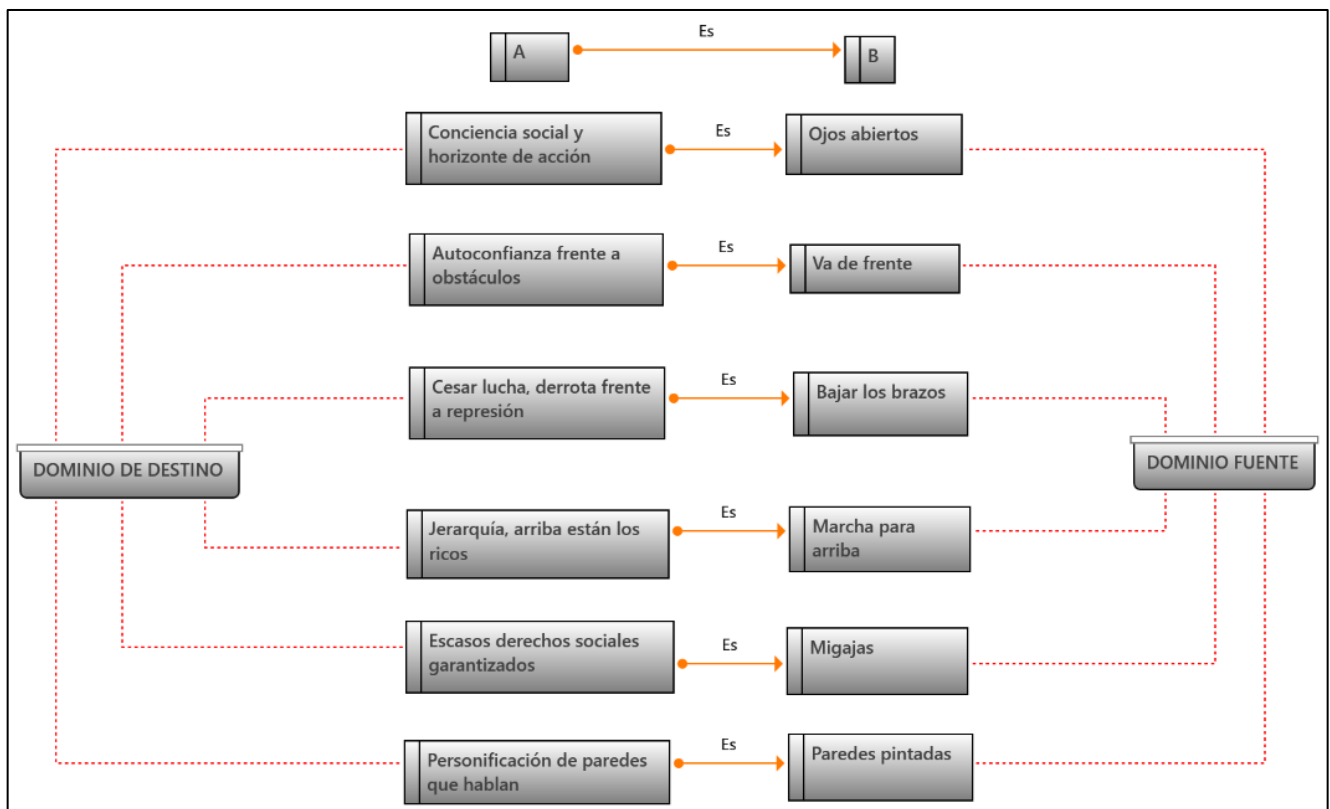 Es
A
B
Conciencia social y
horizonte de acción
Es
Ojos abiertos
Autoconfianza frente a
obstáculos
Es
Va de frente
Cesar lucha, derrota frente
a represión
Es
Bajar los brazos
DOMINIO DE DESTINO
DOMINIO FUENTE
Jerarquía, arriba están los
ricos
Es
Marcha para
arriba
Escasos derechos sociales
garantizados
Es
Migajas
Personificación de paredes
que hablan
Es
Paredes pintadas